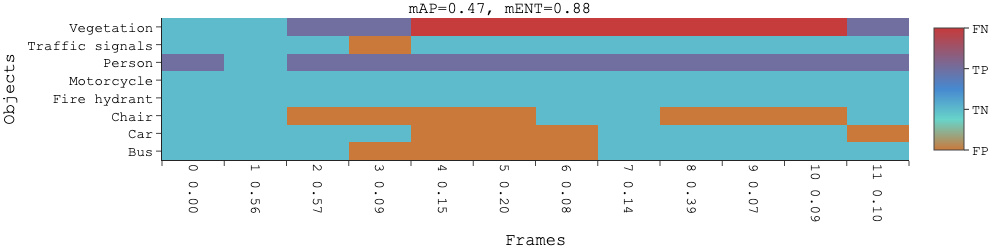 mAP=0.47, mENT=0.88
Objects
Vegetation
Traffic signals
Person
Motorcycle
Fire hydrant
Chair
Car
Bus
0 0.00
1 0.56
2 0.57
3 0.09
4 0.15
5 0.20
6 0.08
7 0.14
8 0.39
9 0.07
10 0.09
11 0.10
Frames
FN
TP
TN
FP